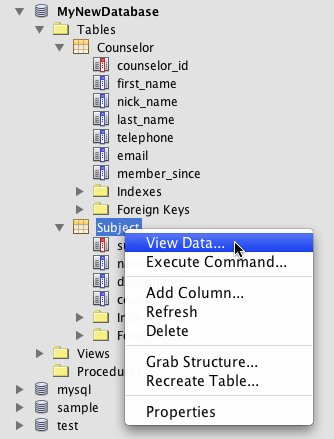 MyNewDatabase
Tables
Counselor
counselor_id
first_name
nick_name
last_name
telephone
email
member_since
Indexes
Foreign Keys
Subject
View Data...
Execute Command...
Add Column...
Refresh
Delete
Grab Structure...
Recreate Table...
Properties
Views
mysql
sample
test